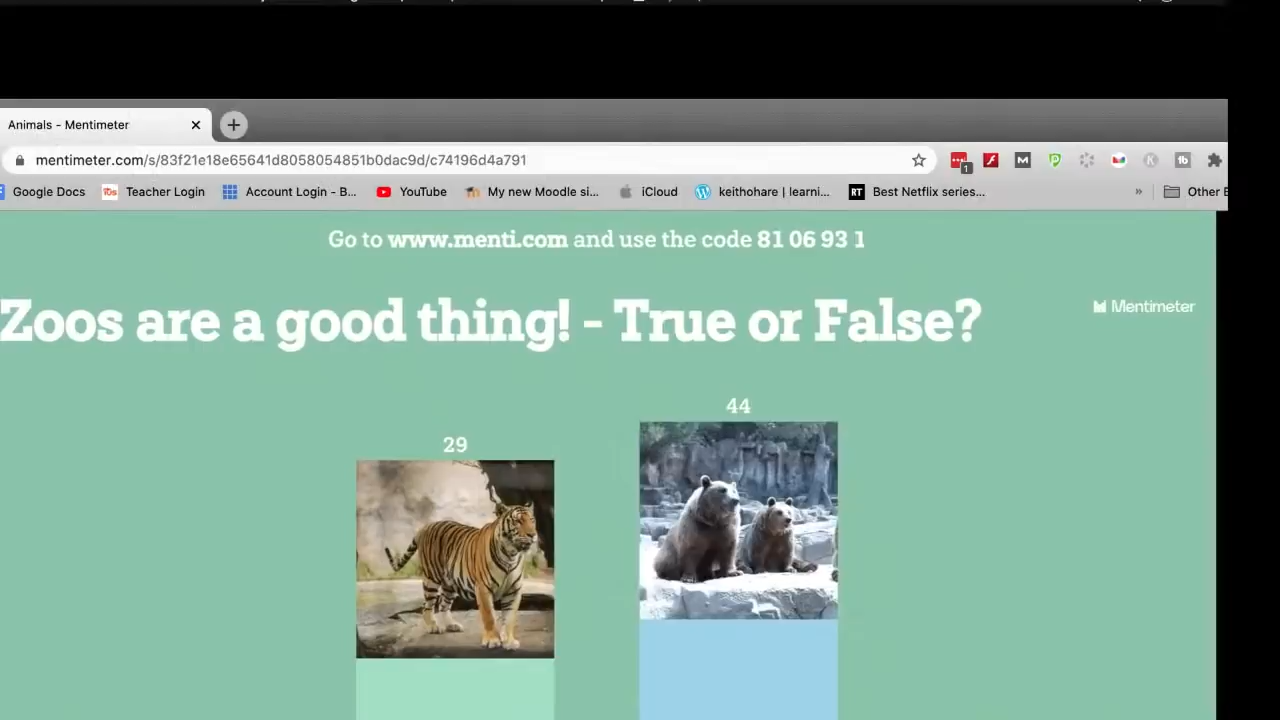 Animals - Mentimeter
mentimeter.com/s/83f21e18e65641d8058054851b0dac9d/c74196d4a791
1
Google Docs Teacher Login Account Login - B... YouTube My new Moodle si... iCloud keithohare | learni... RT Best Netflix series... » Other
Go to www.menti.com and use the code 81 06 93 1
Zoos are a good thing! - True or False?
Mentimeter
44
29